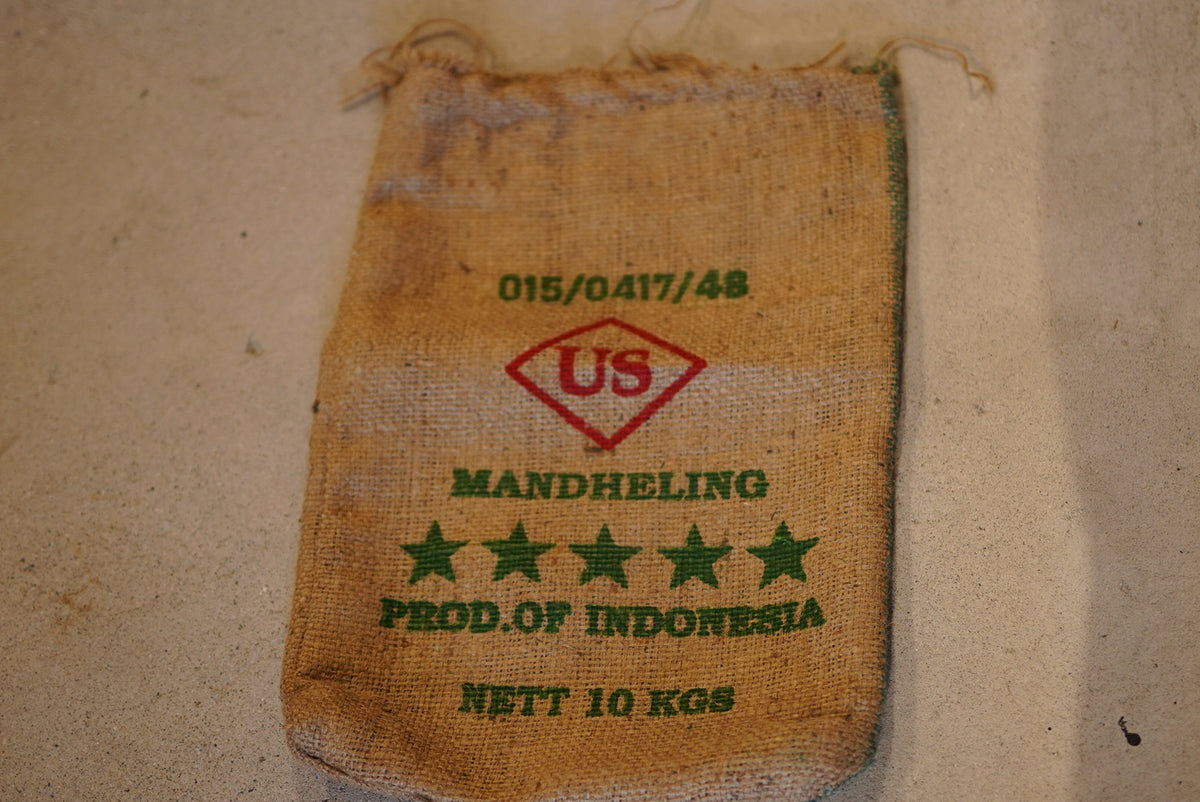 015/0417/48
US
MANDHELING
PROD.OF INDONESIA
NETT 10 KGS